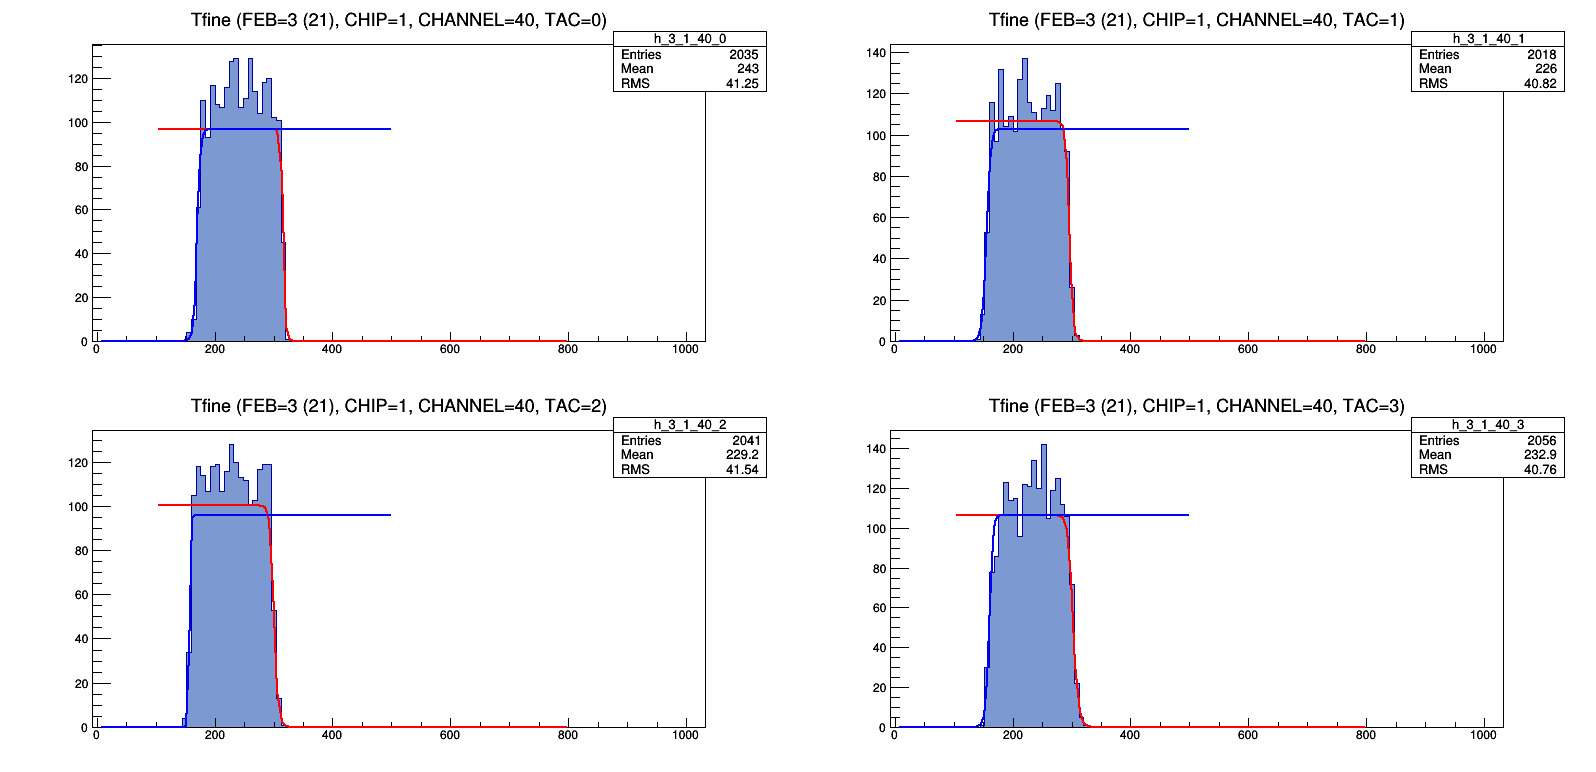 Tfine (FEB=3 (21), CHIP=1, CHANNEL=40, TAC=0)
h_3_1_40_0
Entries 2035
Mean 243
RMS 41.25
120
100
80
60
40
20
0
0 200 400 600 800 1000
Tfine (FEB=3 (21), CHIP=1, CHANNEL=40, TAC=1)
h_3_1_40_1
Entries 2018
Mean 226
RMS 40.82
140
120
100
80
60
40
20
0
0 200 400 600 800 1000
Tfine (FEB=3 (21), CHIP=1, CHANNEL=40, TAC=2)
h_3_1_40_2
Entries 2041
Mean 229.2
RMS 41.54
120
100
80
60
40
20
0
0 200 400 600 800 1000
Tfine (FEB=3 (21), CHIP=1, CHANNEL=40, TAC=3)
h_3_1_40_3
Entries 2056
Mean 232.9
RMS 40.76
140
120
100
80
60
40
20
0
0 200 400 600 800 1000